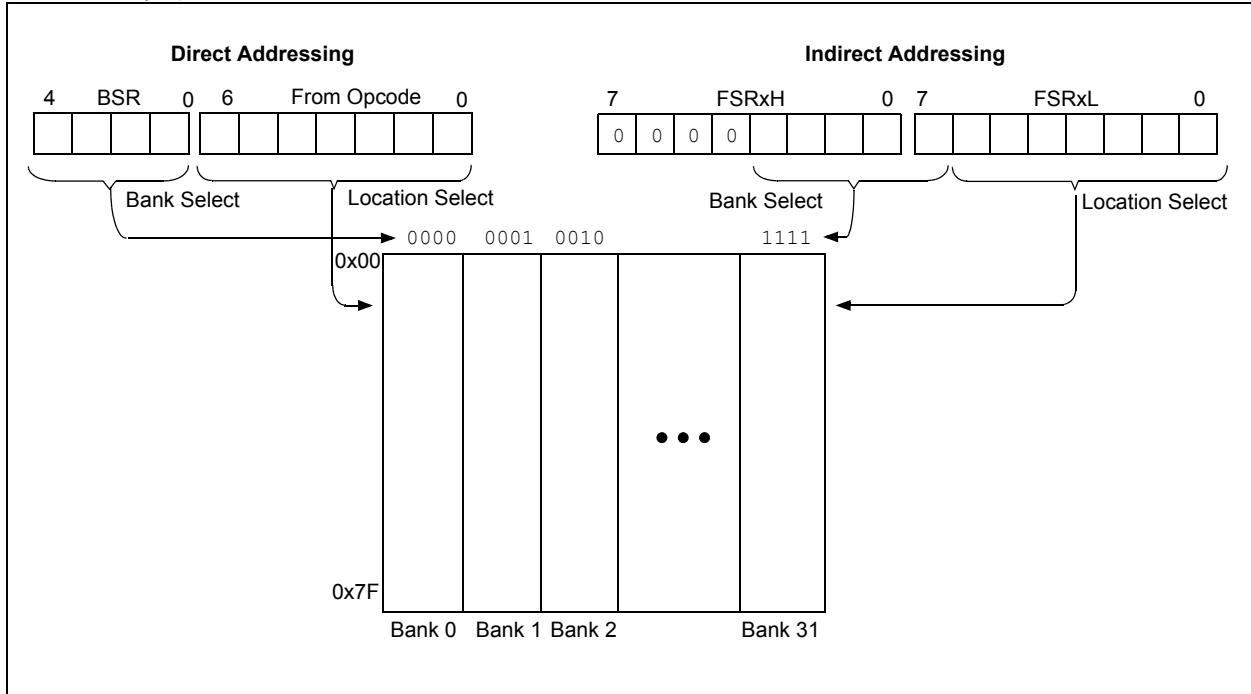 Direct Addressing
Indirect Addressing
4 BSR 0 6 From Opcode 0
7 FSRxH 0 7 FSRxL 0
0 0 0 0
Bank Select
Location Select
Bank Select
Location Select
0000 0001 0010 1111
0x00
0x7F
Bank 0 Bank 1 Bank 2 Bank 31